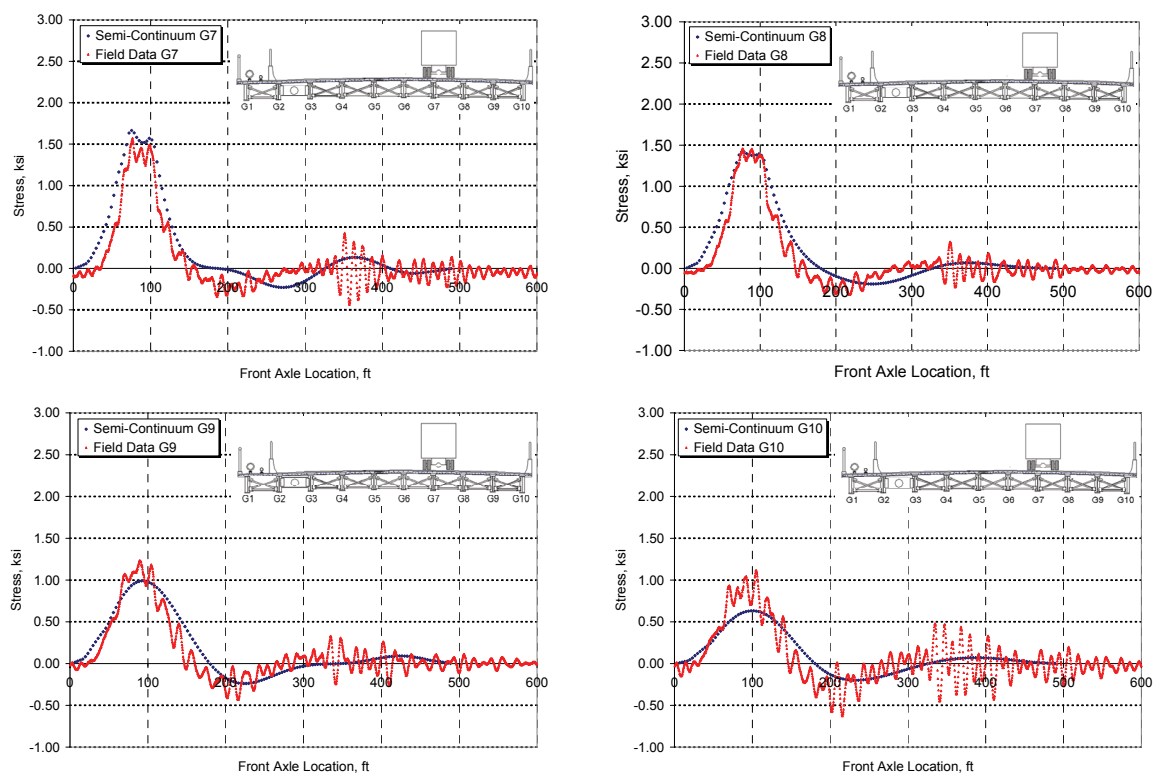 3.00
Semi-Continuum G7
Field Data G7
2.50
2.00
G1 G2 G3 G4 G5 G6 G7 G8 G9 G10
1.50
1.00
0.50
0.00
0 100 200 300 400 500 600
-0.50
-1.00
Stress, ksi
Front Axle Location, ft
3.00
Semi-Continuum G8
Field Data G8
2.50
2.00
G1 G2 G3 G4 G5 G6 G7 G8 G9 G10
1.50
1.00
0.50
0.00
0 100 200 300 400 500 600
-0.50
-1.00
Stress, ksi
Front Axle Location, ft
3.00
Semi-Continuum G9
Field Data G9
2.50
2.00
G1 G2 G3 G4 G5 G6 G7 G8 G9 G10
1.50
1.00
0.50
0.00
0 100 200 300 400 500 600
-0.50
-1.00
Stress, ksi
Front Axle Location, ft
3.00
Semi-Continuum G10
Field Data G10
2.50
2.00
G1 G2 G3 G4 G5 G6 G7 G8 G9 G10
1.50
1.00
0.50
0.00
0 100 200 300 400 500 600
-0.50
-1.00
Stress, ksi
Front Axle Location, ft